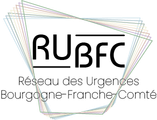 RUBFC
Réseau des Urgences
Bourgogne-Franche-Comté